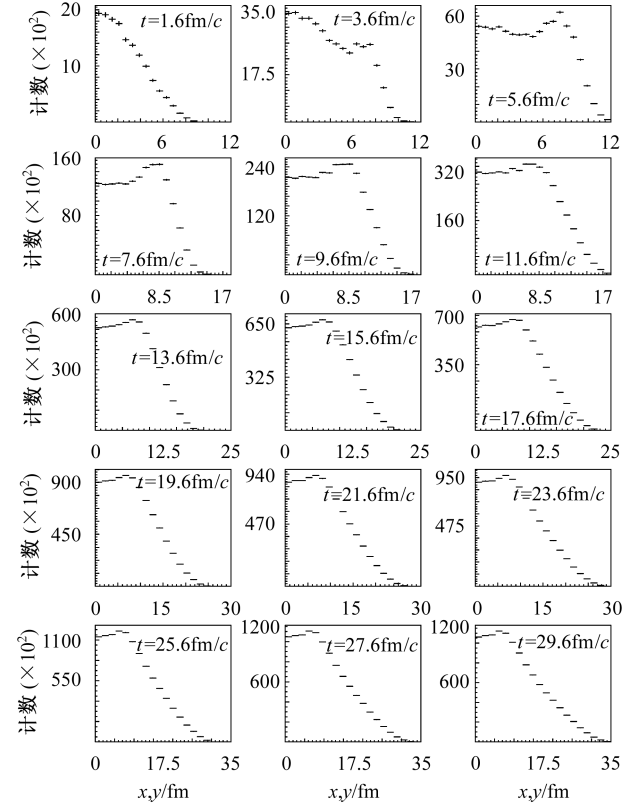 计数 (×10²)
20
10
t=1.6fm/c
0 6 12
35.0
17.5
t=3.6fm/c
0 6 12
60
30
t=5.6fm/c
0 6 12
计数 (×10²)
160
80
t=7.6fm/c
0 8.5 17
240
120
t=9.6fm/c
0 8.5 17
320
160
t=11.6fm/c
0 8.5 17
计数 (×10²)
600
300
t=13.6fm/c
0 12.5 25
650
325
t=15.6fm/c
0 12.5 25
700
350
t=17.6fm/c
0 12.5 25
计数 (×10²)
900
450
t=19.6fm/c
0 15 30
940
470
t=21.6fm/c
0 15 30
950
475
t=23.6fm/c
0 15 30
计数 (×10²)
1100
550
t=25.6fm/c
0 17.5 35
x,y/fm
1200
600
t=27.6fm/c
0 17.5 35
x,y/fm
1200
600
t=29.6fm/c
0 17.5 35
x,y/fm